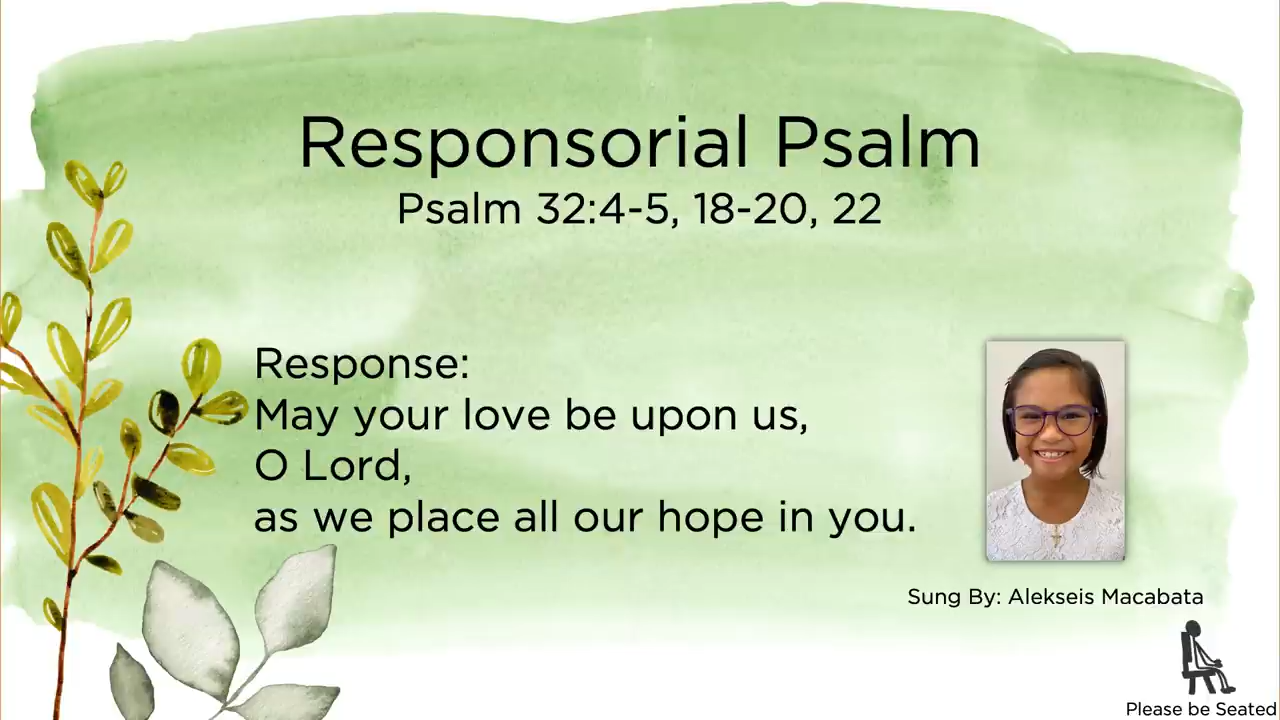 Responsorial Psalm
Psalm 32:4-5, 18-20, 22
Response:
May your love be upon us,
O Lord,
as we place all our hope in you.
Sung By: Alekseis Macabata
Please be Seated